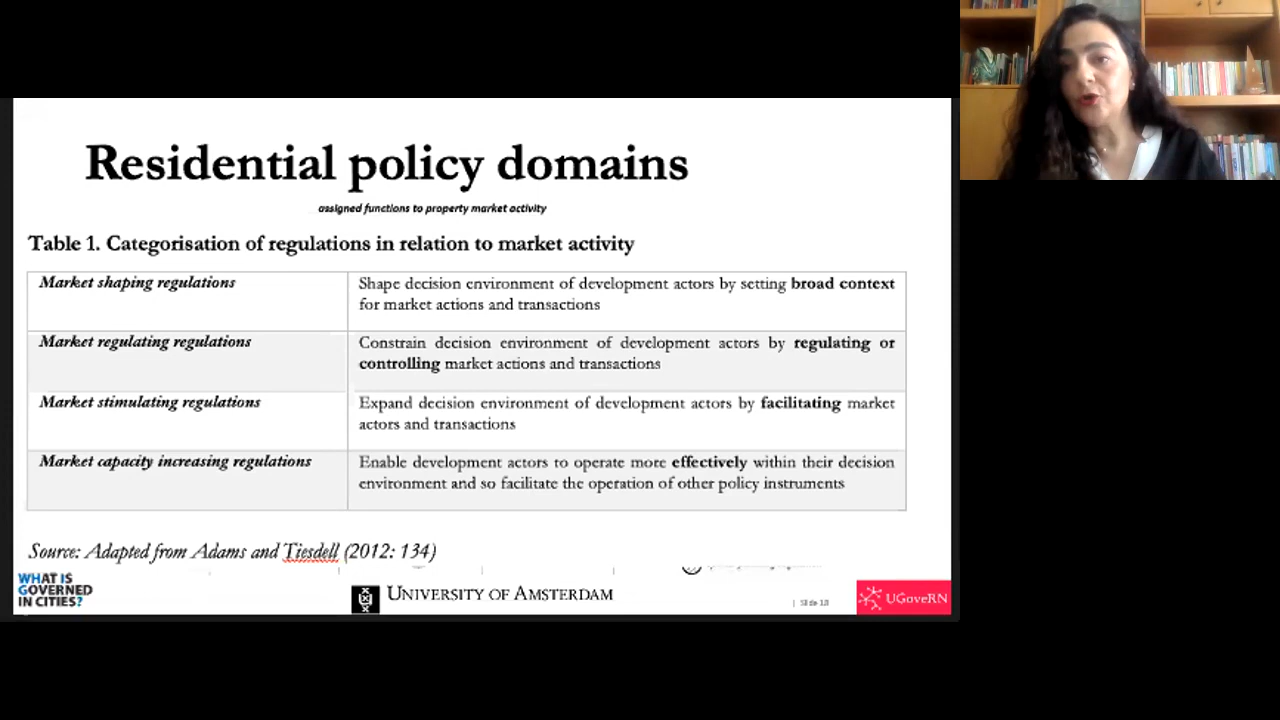 Residential policy domains
assigned functions to property market activity
Table 1. Categorisation of regulations in relation to market activity
Market shaping regulations
Shape decision environment of development actors by setting broad context
for market actions and transactions
Market regulating regulations
Constrain decision environment of development actors by regulating or
controlling market actions and transactions
Market stimulating regulations
Expand decision environment of development actors by facilitating market
actors and transactions
Market capacity increasing regulations
Enable development actors to operate more effectively within their decision
environment and so facilitate the operation of other policy instruments
Source: Adapted from Adams and Tiesdell (2012: 134)
WHAT IS
GOVERNED
IN CITIES?
UNIVERSITY OF AMSTERDAM
| Slide
UGoveRN